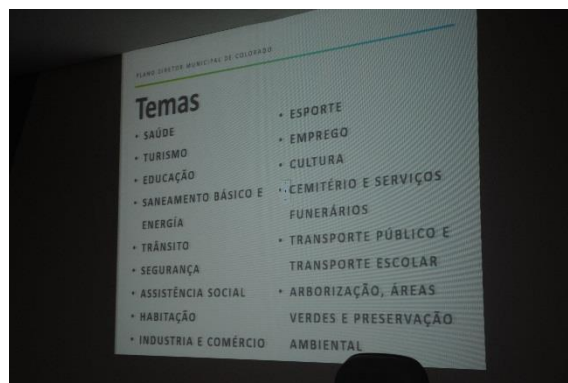 PLANO DIRETOR MUNICIPAL DE COLORADO
Temas
• SAÚDE
• TURISMO
• EDUCAÇÃO
• SANEAMENTO BÁSICO E
ENERGÍA
• TRÂNSITO
• SEGURANÇA
• ASSISTÊNCIA SOCIAL
• HABITAÇÃO
• INDUSTRIA E COMÉRCIO
• ESPORTE
• EMPREGO
• CULTURA
• CEMITÉRIO E SERVIÇOS
FUNERÁRIOS
• TRANSPORTE PÚBLICO E
TRANSPORTE ESCOLAR
• ARBORIZAÇÃO, ÁREAS
VERDES E PRESERVAÇÃO
AMBIENTAL